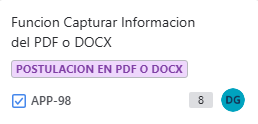 Funcion Capturar Informacion
del PDF o DOCX
POSTULACION EN PDF O DOCX
APP-98 8 DG